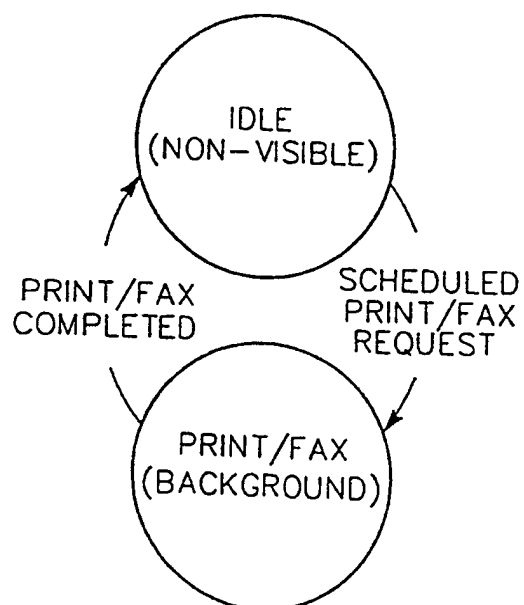 IDLE
(NON-VISIBLE)
PRINT/FAX
COMPLETED
SCHEDULED
PRINT/FAX
REQUEST
PRINT/FAX
(BACKGROUND)